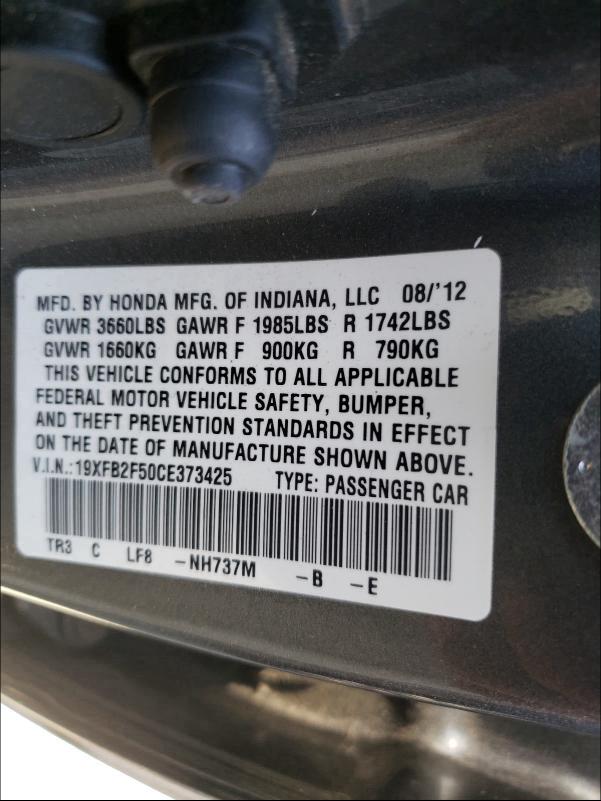 MFD. BY HONDA MFG. OF INDIANA, LLC 08/'12
GVWR 3660LBS GAWR F 1985LBS R 1742LBS
GVWR 1660KG GAWR F 900KG R 790KG
THIS VEHICLE CONFORMS TO ALL APPLICABLE
FEDERAL MOTOR VEHICLE SAFETY, BUMPER,
AND THEFT PREVENTION STANDARDS IN EFFECT
ON THE DATE OF MANUFACTURE SHOWN ABOVE.
V.I.N.:19XFB2F50CE373425 TYPE: PASSENGER CAR
TR3 C LF8 -NH737M -B -E